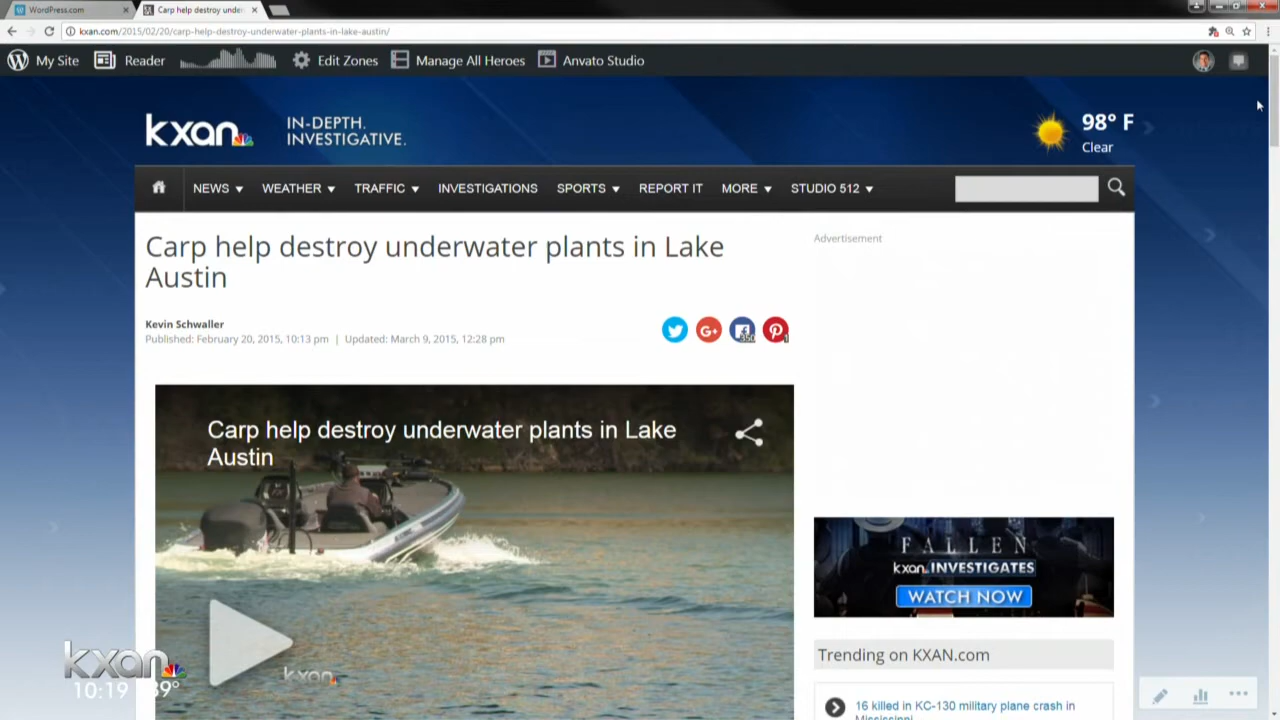 WordPress.com
Carp help destroy under
kxan.com/2015/02/20/carp-help-destroy-underwater-plants-in-lake-austin/
My Site
Reader
Edit Zones
Manage All Heroes
Anvato Studio
kxan
IN-DEPTH.
INVESTIGATIVE.
98° F
Clear
NEWS
WEATHER
TRAFFIC
INVESTIGATIONS
SPORTS
REPORT IT
MORE
STUDIO 512
Carp help destroy underwater plants in Lake
Austin
Advertisement
Kevin Schwaller
Published: February 20, 2015, 10:13 pm | Updated: March 9, 2015, 12:28 pm
G+
350
1
Carp help destroy underwater plants in Lake
Austin
FALLEN
kxan INVESTIGATES
WATCH NOW
kxan
Trending on KXAN.com
16 killed in KC-130 military plane crash in
Mississippi
kxan
10:19 89°